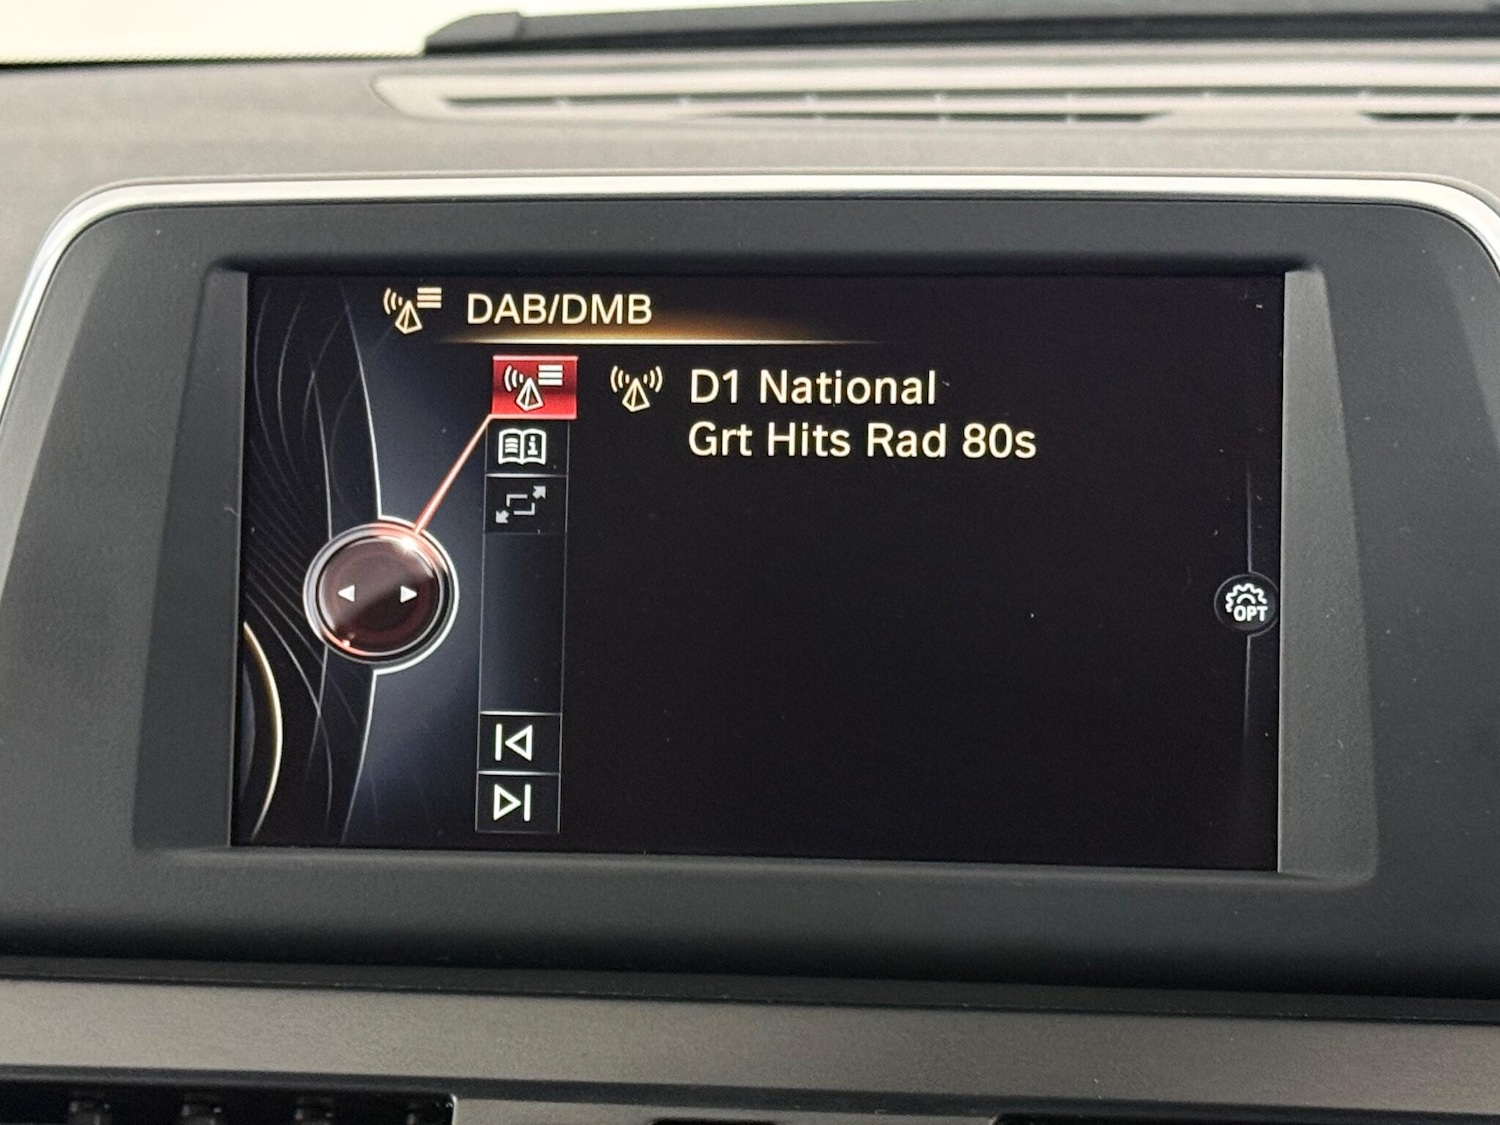 DAB/DMB
D1 National
Grt Hits Rad 80s
OPT